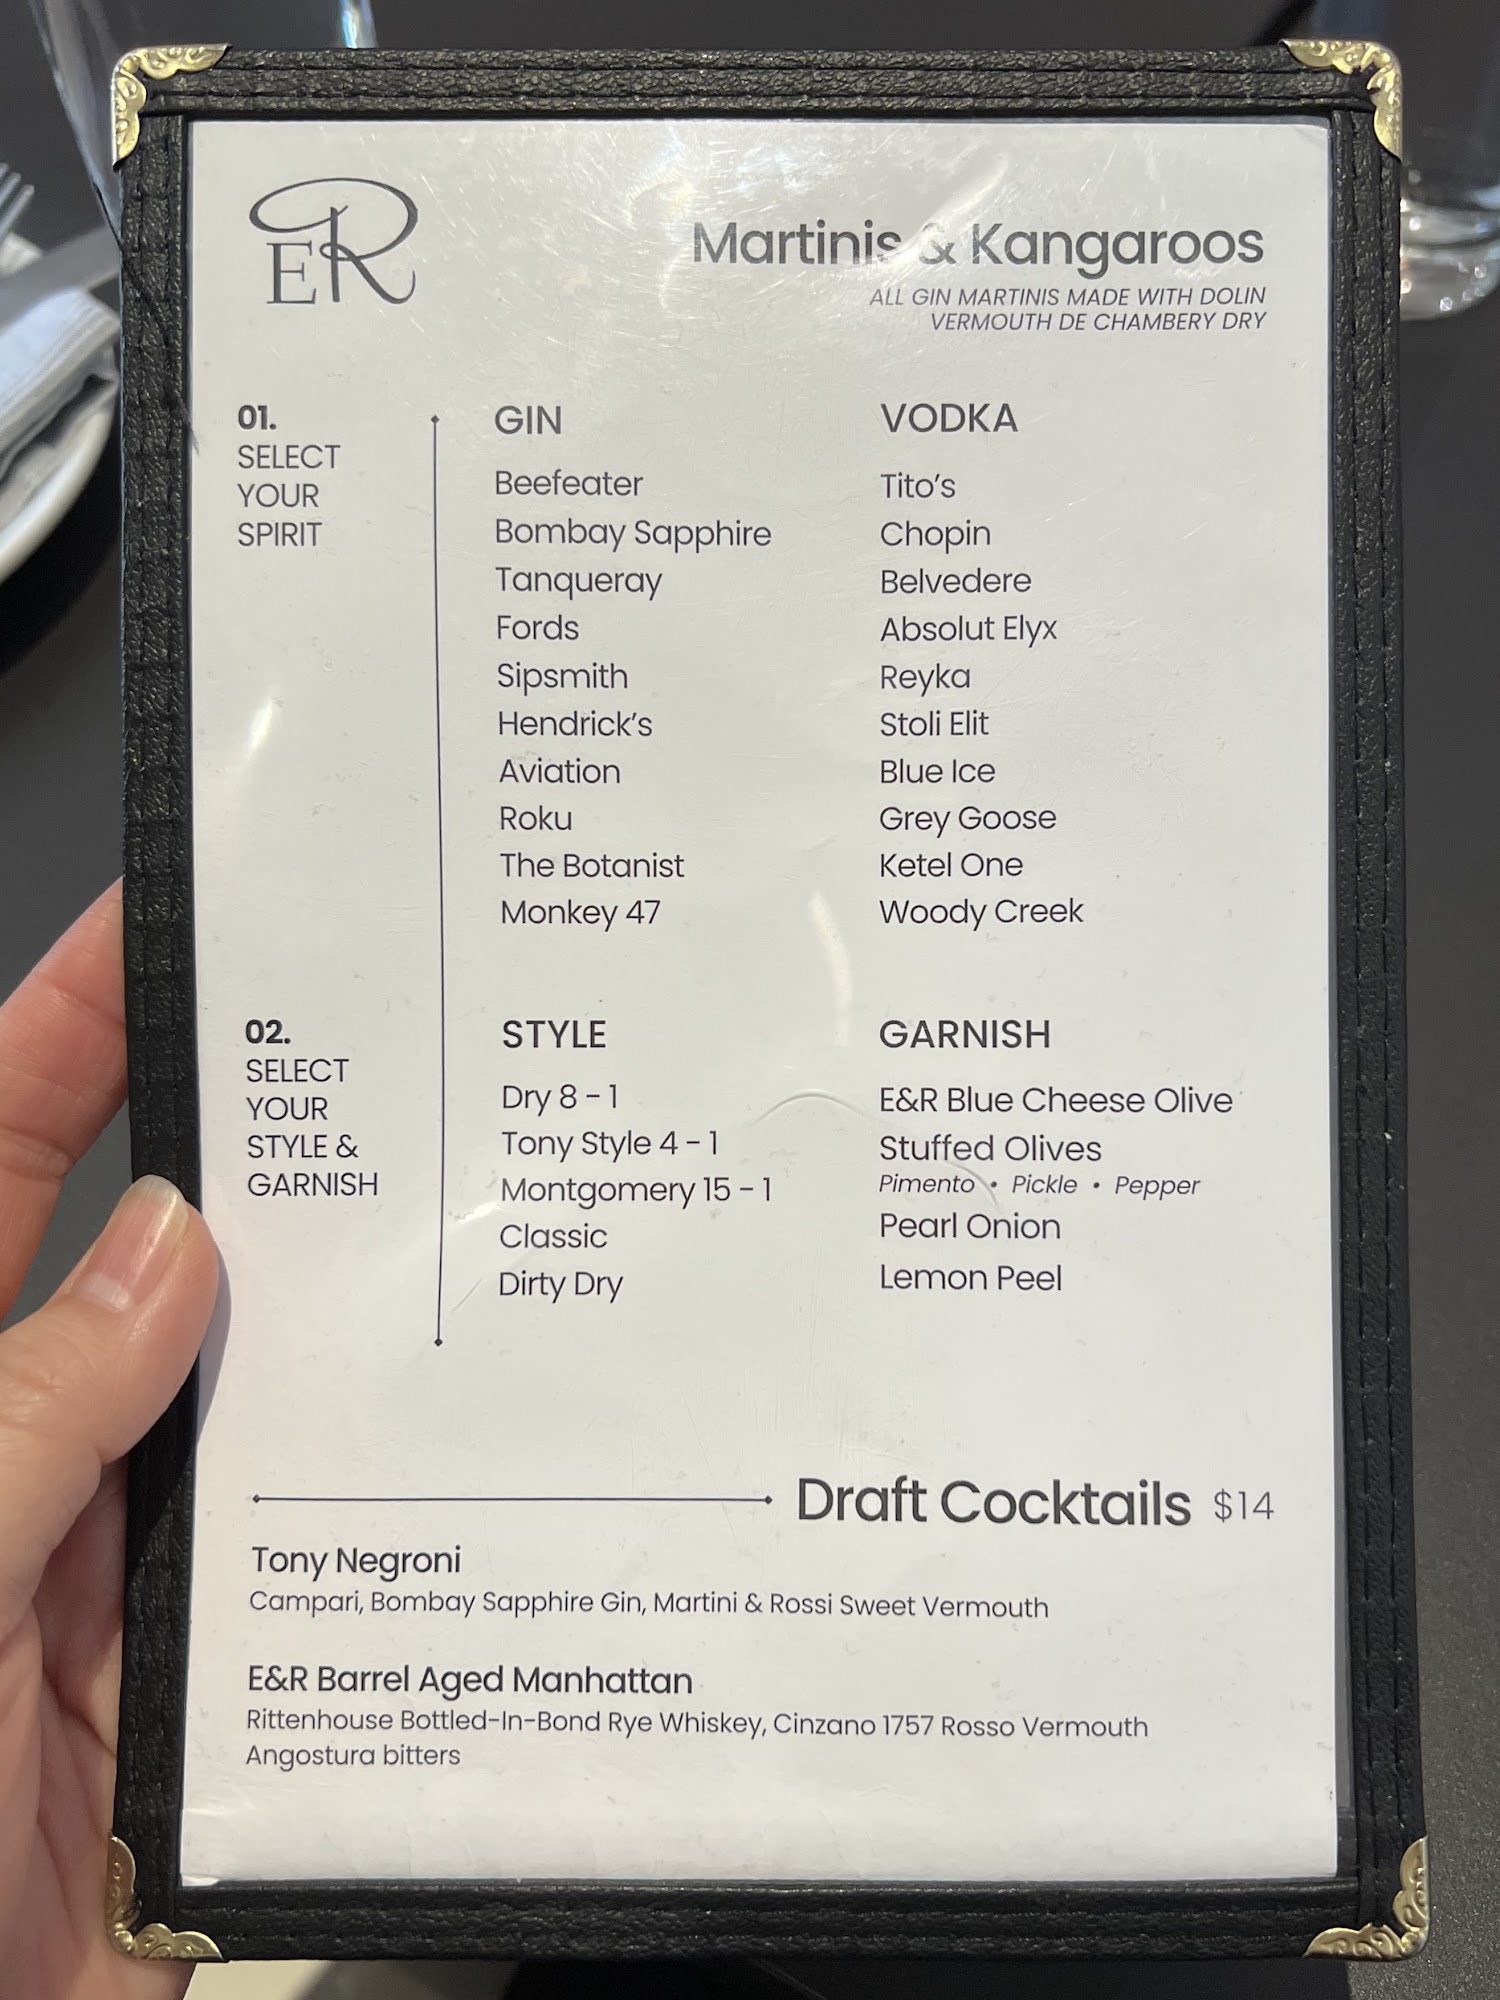 ER
Martinis & Kangaroos
ALL GIN MARTINIS MADE WITH DOLIN
VERMOUTH DE CHAMBERY DRY
01.
SELECT
YOUR
SPIRIT
GIN
Beefeater
Bombay Sapphire
Tanqueray
Fords
Sipsmith
Hendrick's
Aviation
Roku
The Botanist
Monkey 47
VODKA
Tito's
Chopin
Belvedere
Absolut Elyx
Reyka
Stoli Elit
Blue Ice
Grey Goose
Ketel One
Woody Creek
02.
SELECT
YOUR
STYLE &
GARNISH
STYLE
Dry 8 - 1
Tony Style 4 - 1
Montgomery 15 - 1
Classic
Dirty Dry
GARNISH
E&R Blue Cheese Olive
Stuffed Olives
Pimento • Pickle • Pepper
Pearl Onion
Lemon Peel
Draft Cocktails $14
Tony Negroni
Campari, Bombay Sapphire Gin, Martini & Rossi Sweet Vermouth
E&R Barrel Aged Manhattan
Rittenhouse Bottled-In-Bond Rye Whiskey, Cinzano 1757 Rosso Vermouth
Angostura bitters